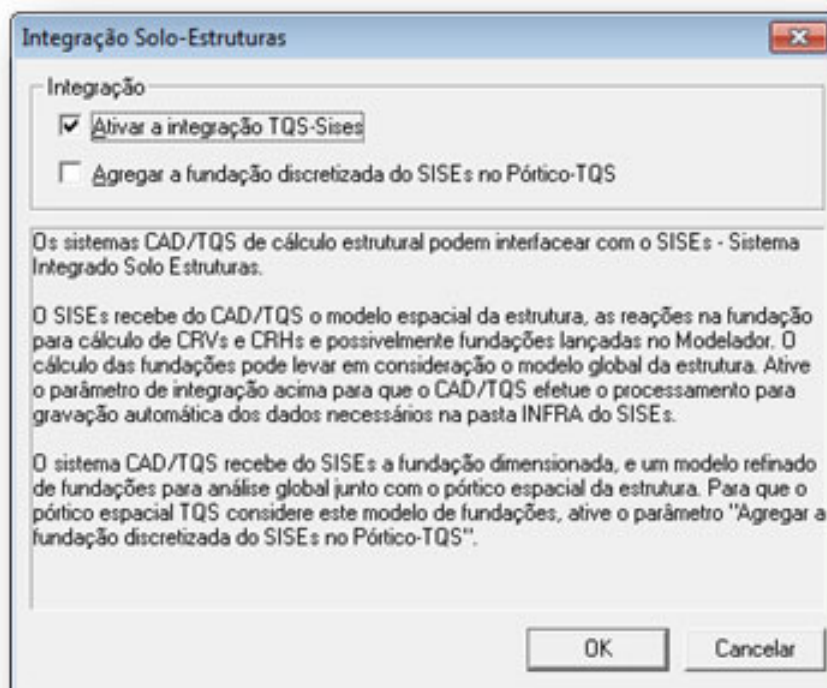 Integração Solo-Estruturas
Integração
Ativar a integração TQS-Sises
Agregar a fundação discretizada do SISEs no Pórtico-TQS
Os sistemas CAD/TQS de cálculo estrutural podem interfacear com o SISEs - Sistema
Integrado Solo Estruturas.
O SISEs recebe do CAD/TQS o modelo espacial da estrutura, as reações na fundação
para cálculo de CRVs e CRHs e possivelmente fundações lançadas no Modelador. O
cálculo das fundações pode levar em consideração o modelo global da estrutura. Ative
o parâmetro de integração acima para que o CAD/TQS efetue o processamento para
gravação automática dos dados necessários na pasta INFRA do SISEs.
O sistema CAD/TQS recebe do SISEs a fundação dimensionada, e um modelo refinado
de fundações para análise global junto com o pórtico espacial da estrutura. Para que o
pórtico espacial TQS considere este modelo de fundações, ative o parâmetro "Agregar a
fundação discretizada do SISEs no Pórtico-TQS".
OK
Cancelar